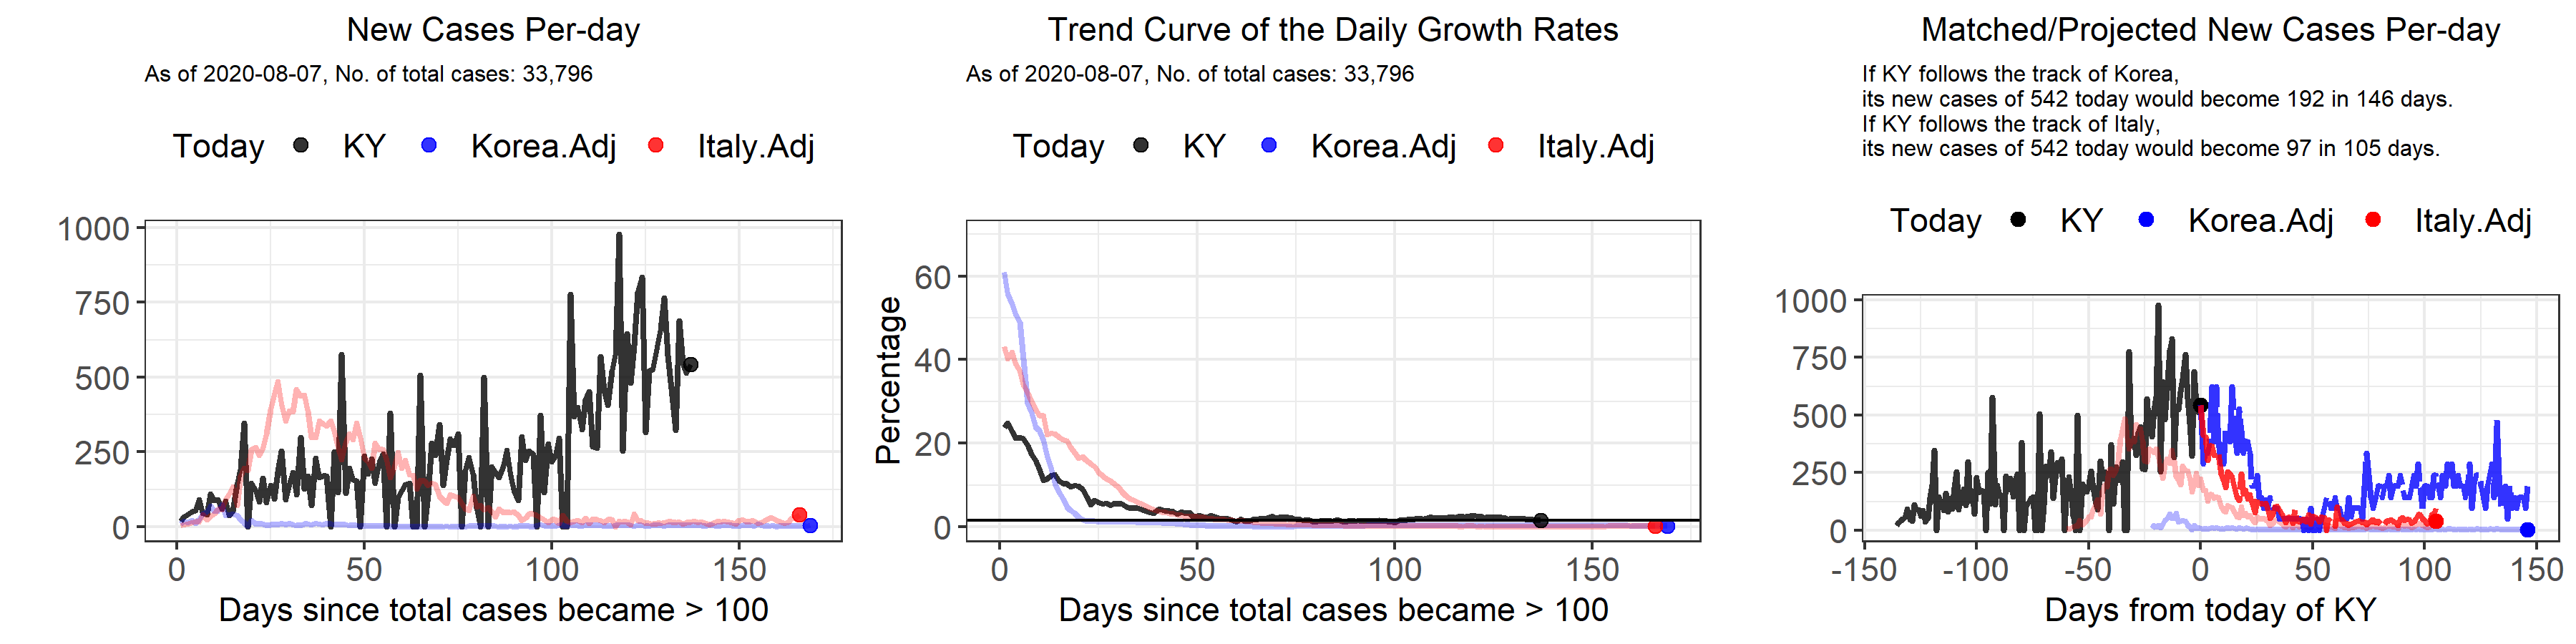 New Cases Per-day
As of 2020-08-07, No. of total cases: 33,796
Today KY Korea.Adj Italy.Adj
1000
750
500
250
0
0 50 100 150
Days since total cases became > 100
Trend Curve of the Daily Growth Rates
As of 2020-08-07, No. of total cases: 33,796
Today KY Korea.Adj Italy.Adj
Percentage
60
40
20
0
0 50 100 150
Days since total cases became > 100
Matched/Projected New Cases Per-day
If KY follows the track of Korea,
its new cases of 542 today would become 192 in 146 days.
If KY follows the track of Italy,
its new cases of 542 today would become 97 in 105 days.
Today KY Korea.Adj Italy.Adj
1000
750
500
250
0
-150 -100 -50 0 50 100 150
Days from today of KY